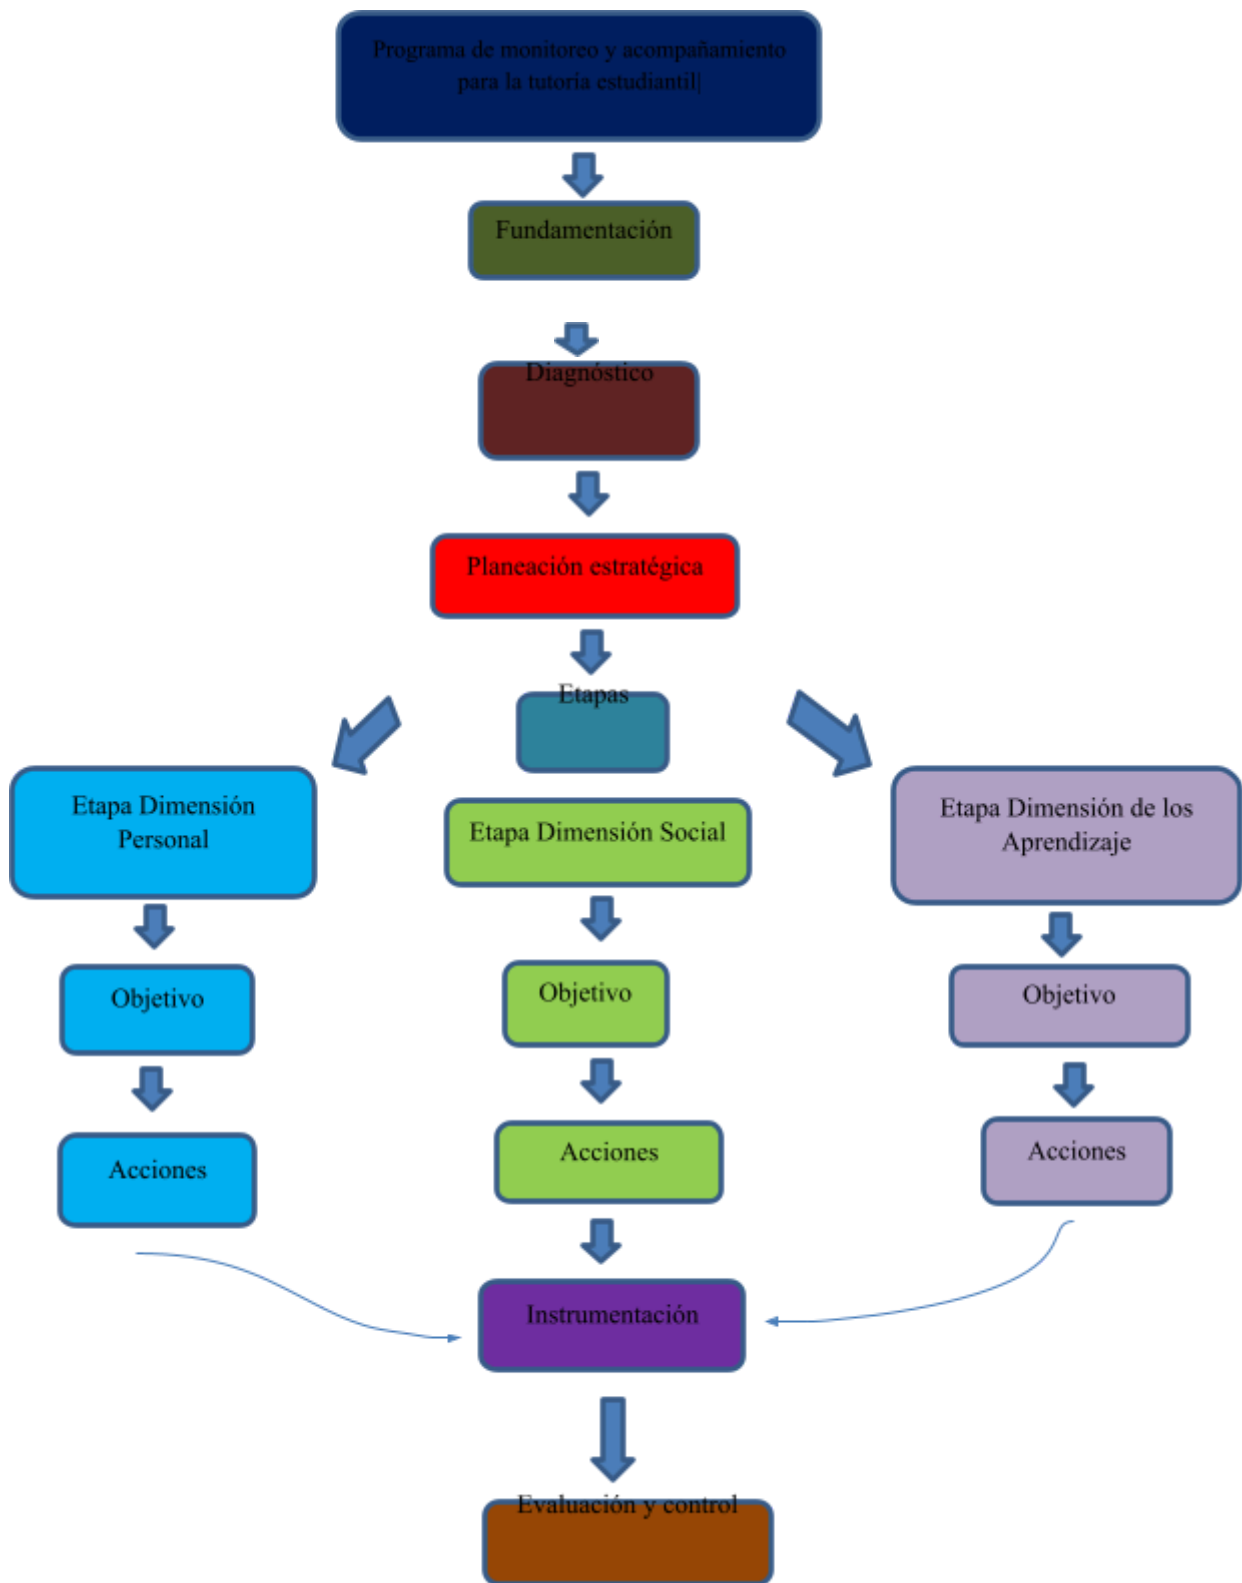 Programa de monitoreo y acompañamiento
para la tutoría estudiantil|
Fundamentación
Diagnóstico
Planeación estratégica
Etapas
Etapa Dimensión
Personal
Etapa Dimensión Social
Etapa Dimensión de los
Aprendizaje
Objetivo
Objetivo
Objetivo
Acciones
Acciones
Acciones
Instrumentación
Evaluación y control